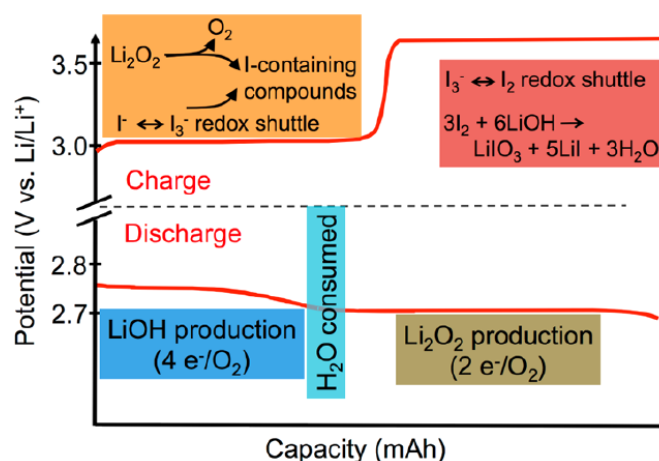 Potential (V vs. Li/Li⁺)
3.5
3.0
2.8
2.7
O₂
Li₂O₂
I-containing
compounds
I⁻ ↔ I₃⁻ redox shuttle
I₃⁻ ↔ I₂ redox shuttle
3I₂ + 6LiOH →
LiIO₃ + 5LiI + 3H₂O
Charge
Discharge
H₂O consumed
LiOH production
(4 e⁻/O₂)
Li₂O₂ production
(2 e⁻/O₂)
Capacity (mAh)